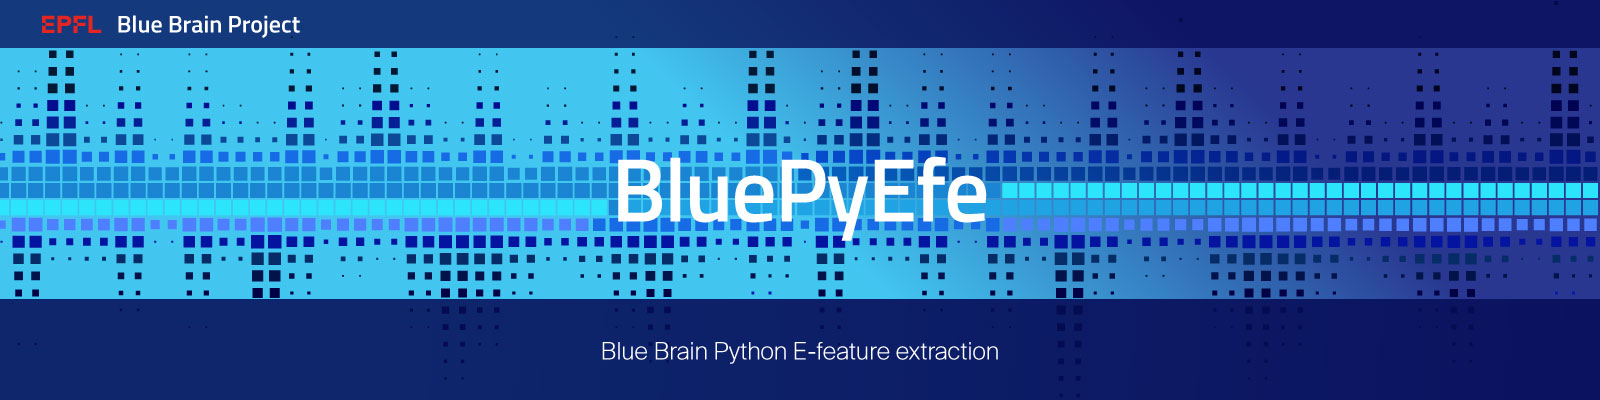 EPFL Blue Brain Project
BluePyEfe
Blue Brain Python E-feature extraction